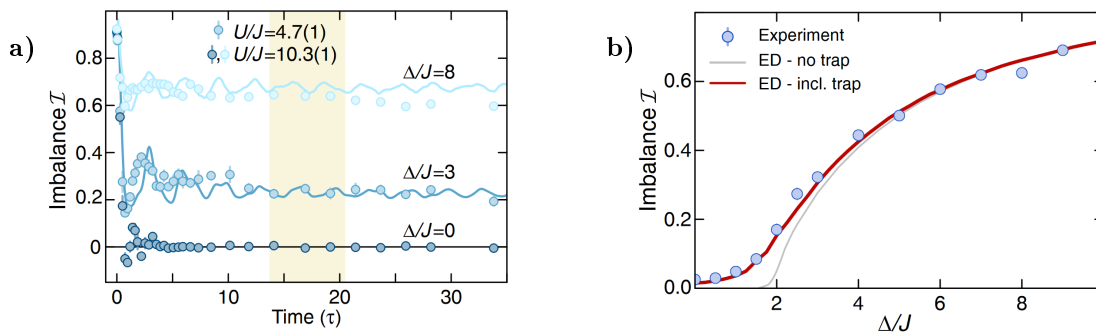 a)
U/J=4.7(1)
, U/J=10.3(1)
Δ/J=8
Δ/J=3
Δ/J=0
Imbalance ℐ
0.8
0.6
0.4
0.2
0
0 10 20 30
Time (τ)
b)
Experiment
ED - no trap
ED - incl. trap
Imbalance ℐ
0.6
0.4
0.2
0.0
2 4 6 8
Δ/J